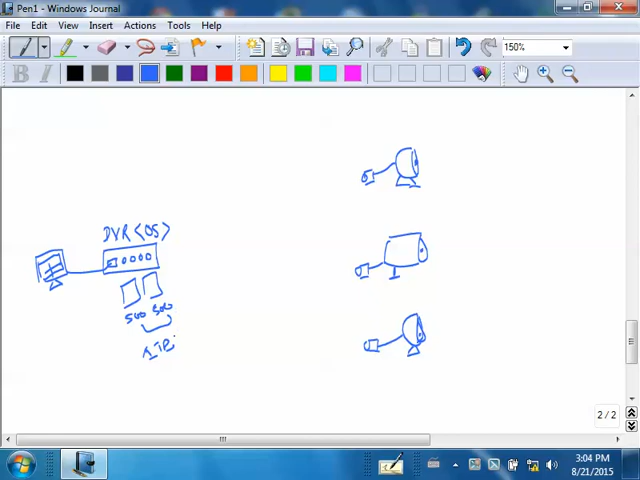 Pen1 - Windows Journal
File Edit View Insert Actions Tools Help
150%
B I
DVR <OS>
500 500
2/2
3:04 PM
8/21/2015